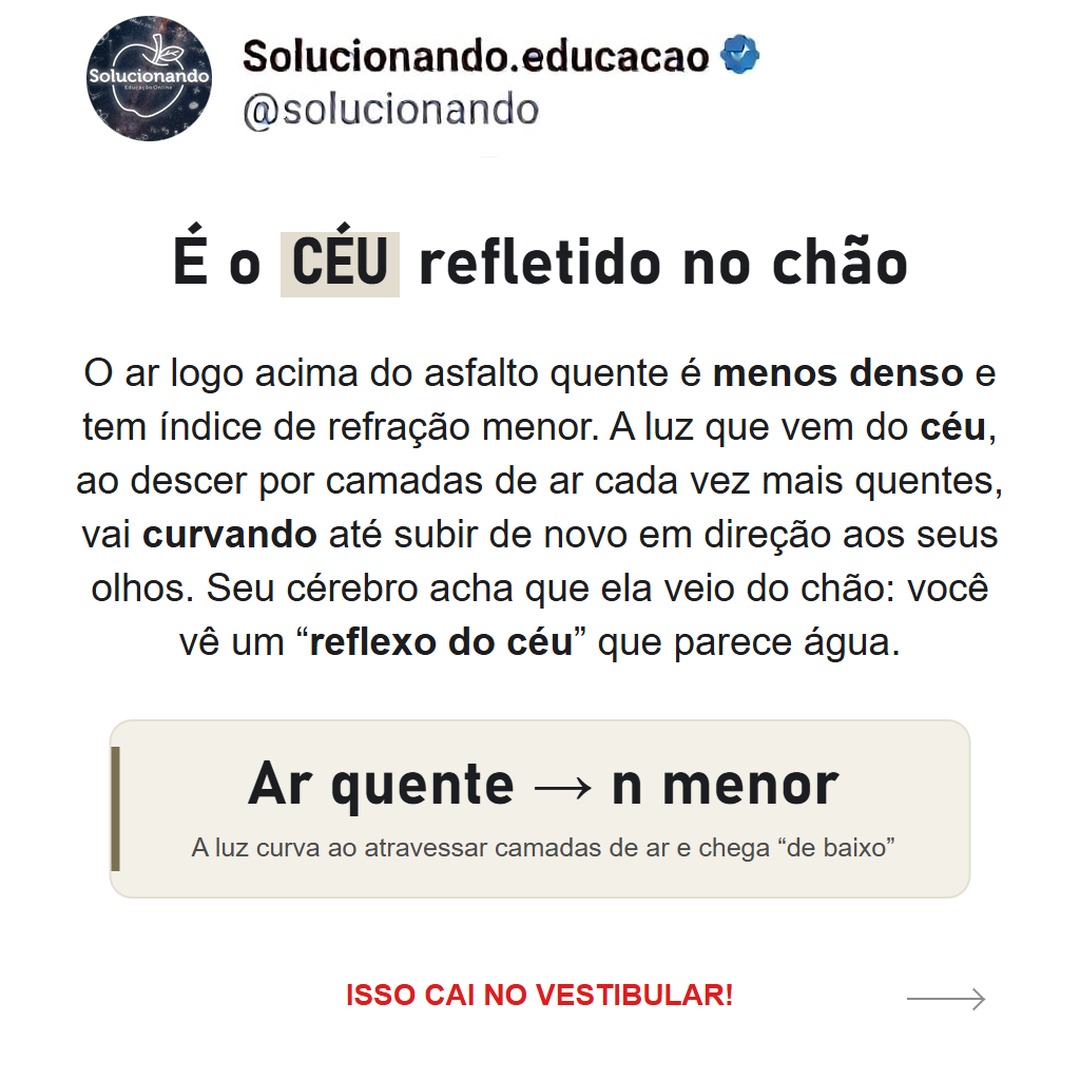 Solucionando
Educação Online
Solucionando.educacao
@solucionando
É o CÉU refletido no chão
O ar logo acima do asfalto quente é menos denso e
tem índice de refração menor. A luz que vem do céu,
ao descer por camadas de ar cada vez mais quentes,
vai curvando até subir de novo em direção aos seus
olhos. Seu cérebro acha que ela veio do chão: você
vê um “reflexo do céu” que parece água.
Ar quente → n menor
A luz curva ao atravessar camadas de ar e chega “de baixo”
ISSO CAI NO VESTIBULAR!